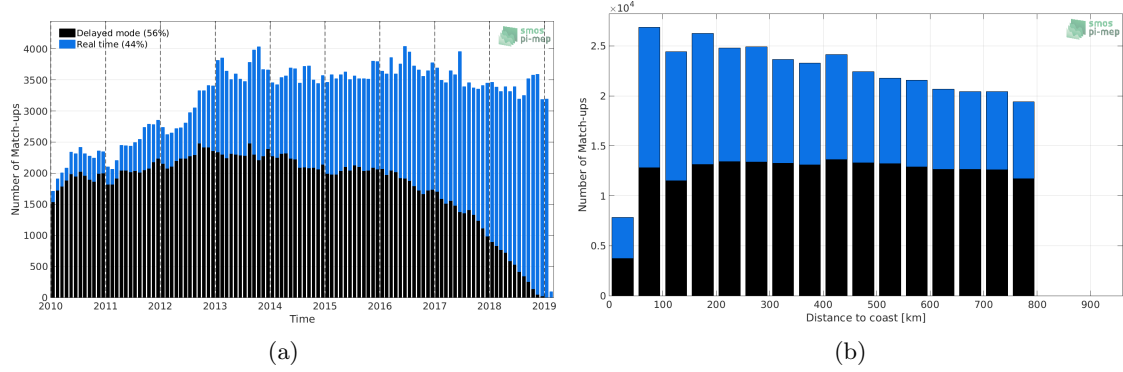 Delayed mode (56%)
Real time (44%)
smos
pi-mep
Number of Match-ups
4000
3500
3000
2500
2000
1500
1000
500
0
2010 2011 2012 2013 2014 2015 2016 2017 2018 2019
Time
(a)
×10⁴
smos
pi-mep
Number of Match-ups
2.5
2
1.5
1
0.5
0
0 100 200 300 400 500 600 700 800 900
Distance to coast [km]
(b)